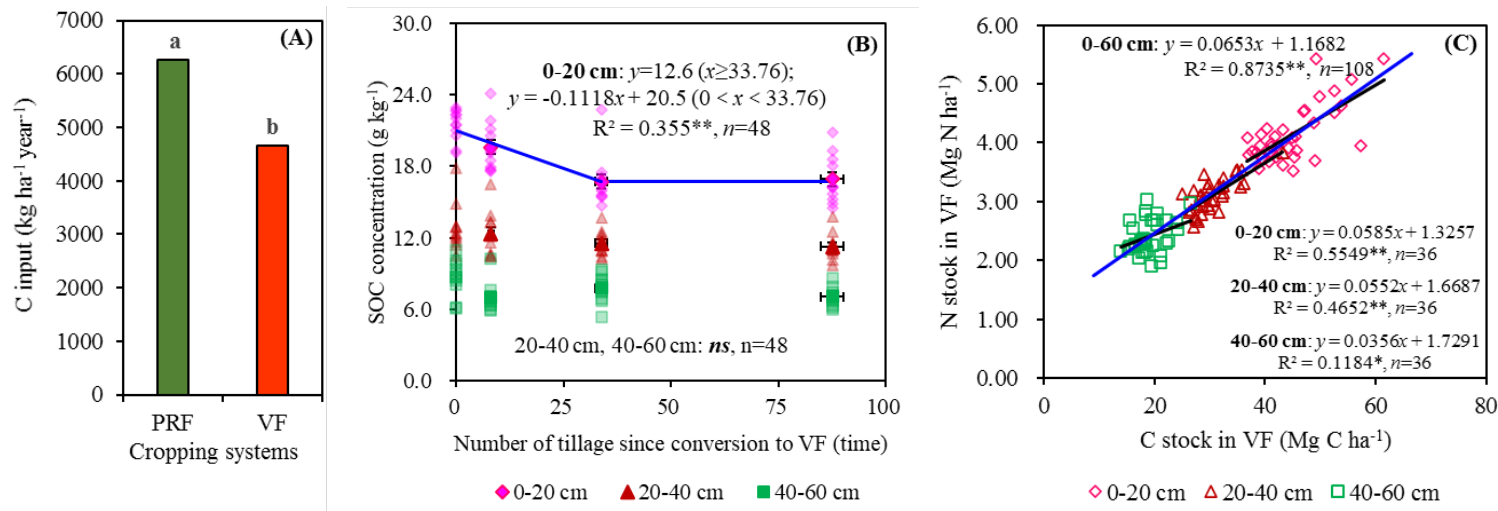 (A)
C input (kg ha⁻¹ year⁻¹)
7000
6000
5000
4000
3000
2000
1000
0
a
b
PRF
VF
Cropping systems
(B)
SOC concentration (g kg⁻¹)
30.0
24.0
18.0
12.0
6.0
0.0
0-20 cm: y=12.6 (x≥33.76);
y = -0.1118x + 20.5 (0 < x < 33.76)
R² = 0.355**, n=48
20-40 cm, 40-60 cm: ns, n=48
0
25
50
75
100
Number of tillage since conversion to VF (time)
0-20 cm
20-40 cm
40-60 cm
(C)
N stock in VF (Mg N ha⁻¹)
6.00
5.00
4.00
3.00
2.00
1.00
0.00
0-60 cm: y = 0.0653x + 1.1682
R² = 0.8735**, n=108
0-20 cm: y = 0.0585x + 1.3257
R² = 0.5549**, n=36
20-40 cm: y = 0.0552x + 1.6687
R² = 0.4652**, n=36
40-60 cm: y = 0.0356x + 1.7291
R² = 0.1184*, n=36
0
20
40
60
80
C stock in VF (Mg C ha⁻¹)
0-20 cm
20-40 cm
40-60 cm